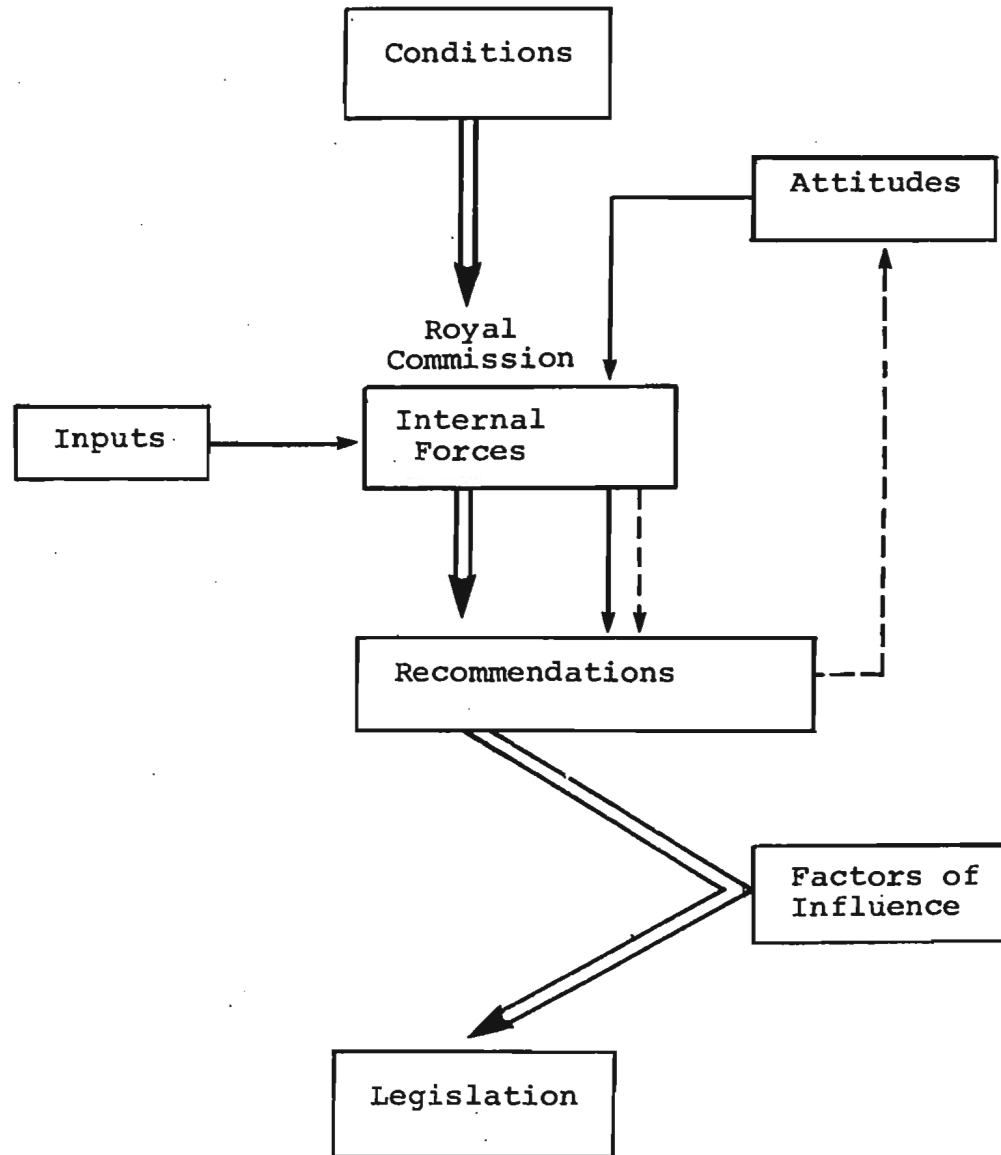 Conditions
Attitudes
Royal
Commission
Inputs
Internal
Forces
Recommendations
Factors of
Influence
Legislation